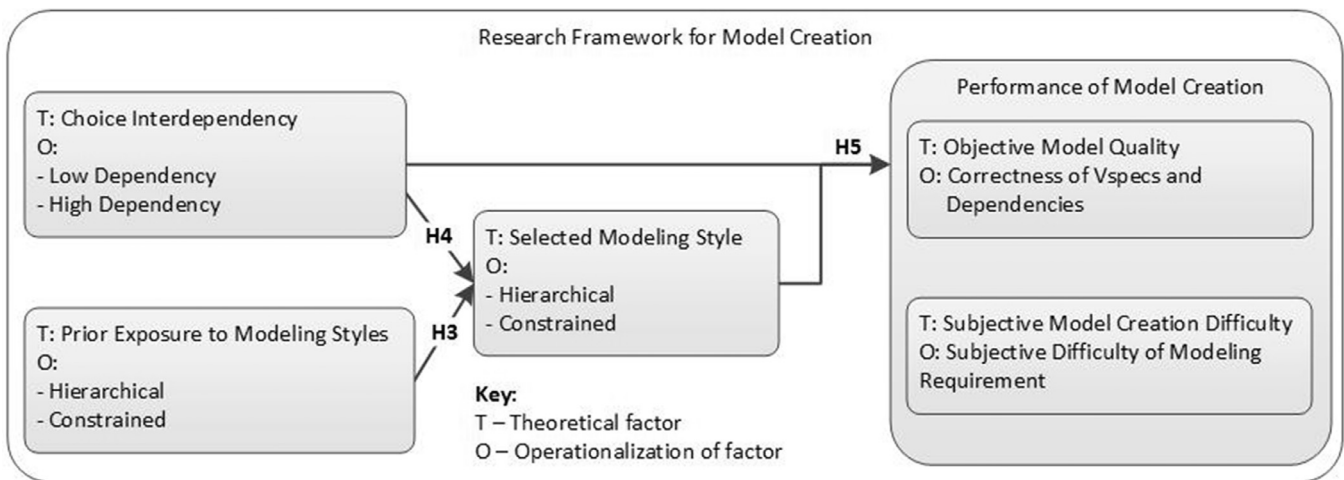 Research Framework for Model Creation
T: Choice Interdependency
O:
- Low Dependency
- High Dependency
H4
T: Prior Exposure to Modeling Styles
O:
- Hierarchical
- Constrained
H3
T: Selected Modeling Style
O:
- Hierarchical
- Constrained
Key:
T – Theoretical factor
O – Operationalization of factor
H5
Performance of Model Creation
T: Objective Model Quality
O: Correctness of Vspecs and
Dependencies
T: Subjective Model Creation Difficulty
O: Subjective Difficulty of Modeling
Requirement